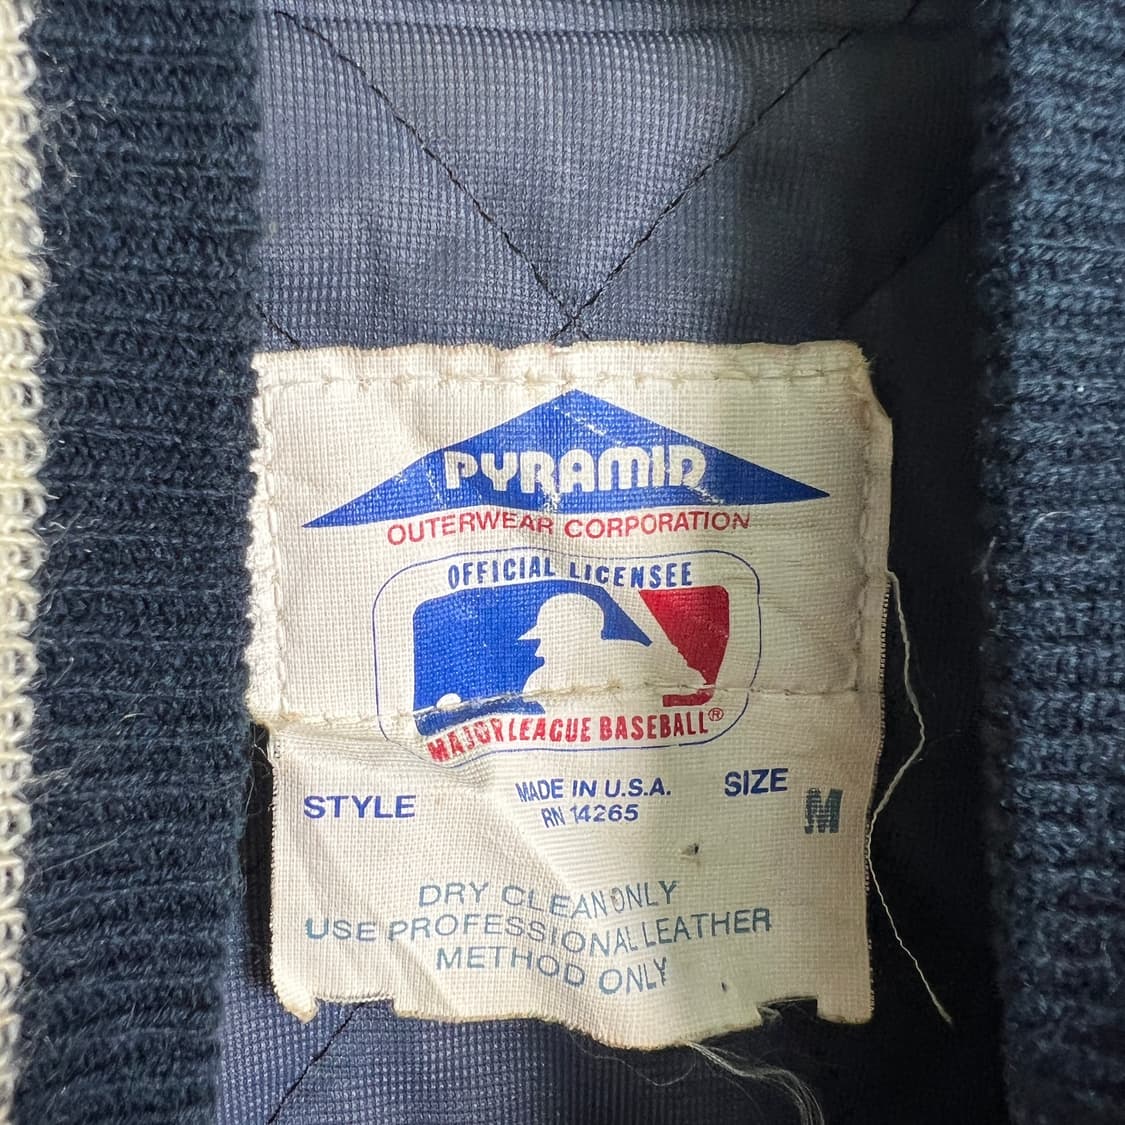 PYRAMID
OUTERWEAR CORPORATION
OFFICIAL LICENSEE
MAJOR LEAGUE BASEBALL®
STYLE MADE IN U.S.A. SIZE
RN 14265 M
DRY CLEAN ONLY
USE PROFESSIONAL LEATHER
METHOD ONLY